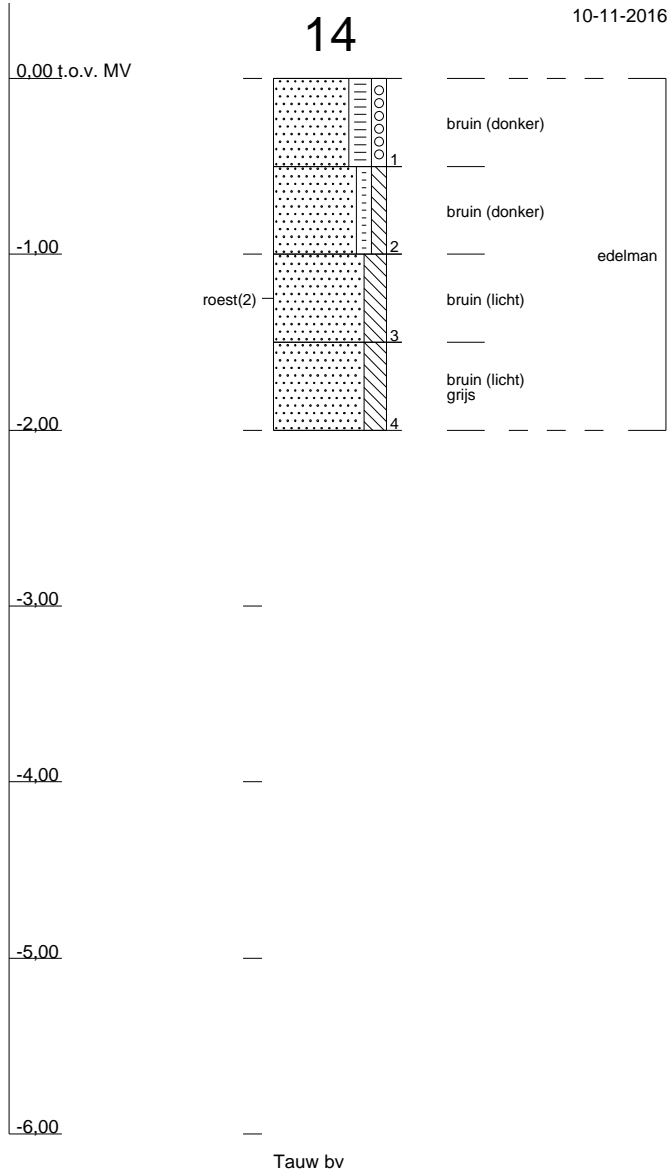 10-11-2016
14
0,00 t.o.v. MV
bruin (donker)
1
bruin (donker)
2
-1,00
edelman
roest(2)
bruin (licht)
3
bruin (licht)
grijs
4
-2,00
-3,00
-4,00
-5,00
-6,00
Tauw bv